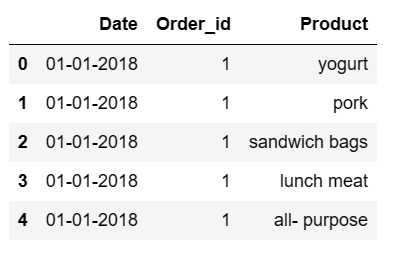 Date Order_id Product
0 01-01-2018 1 yogurt
1 01-01-2018 1 pork
2 01-01-2018 1 sandwich bags
3 01-01-2018 1 lunch meat
4 01-01-2018 1 all- purpose